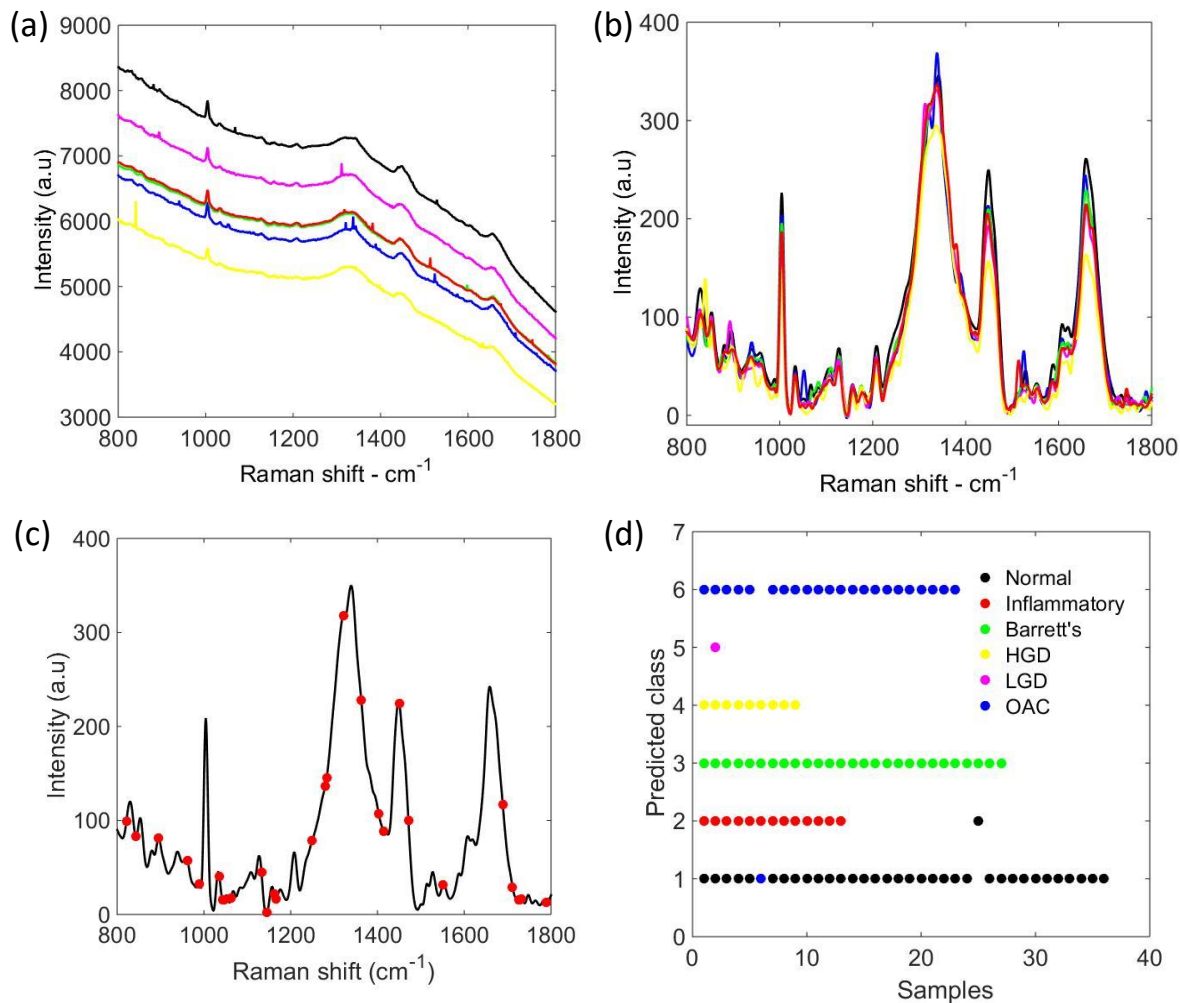 (a)
9000
8000
7000
6000
5000
4000
3000
Intensity (a.u)
800 1000 1200 1400 1600 1800
Raman shift - cm-1
(b)
400
300
200
100
0
Intensity (a.u)
800 1000 1200 1400 1600 1800
Raman shift - cm-1
(c)
400
300
200
100
0
Intensity (a.u)
800 1000 1200 1400 1600 1800
Raman shift (cm-1)
(d)
7
6
5
4
3
2
1
0
Predicted class
Normal
Inflammatory
Barrett's
HGD
LGD
OAC
0 10 20 30 40
Samples